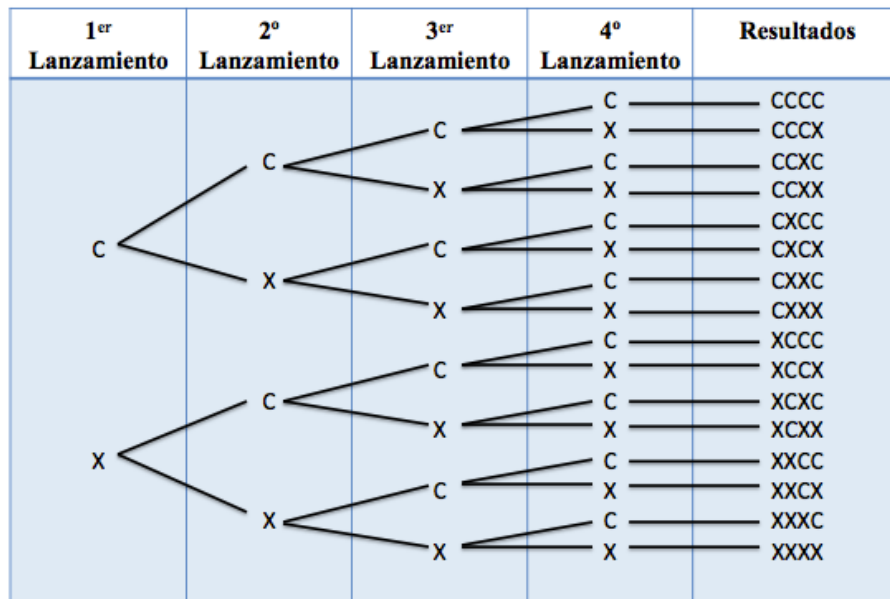 1er 2º 3er 4º Resultados
Lanzamiento Lanzamiento Lanzamiento Lanzamiento
C CCCC
C
X CCCX
C
C CCXC
X
X CCXX
C
C CXCC
C
X CXCX
X
C CXXC
X
X CXXX
C XCCC
C
X XCCX
C
C XCXC
X
X XCXX
X
C XXCC
C
X XXCX
X
C XXXC
X
X XXXX